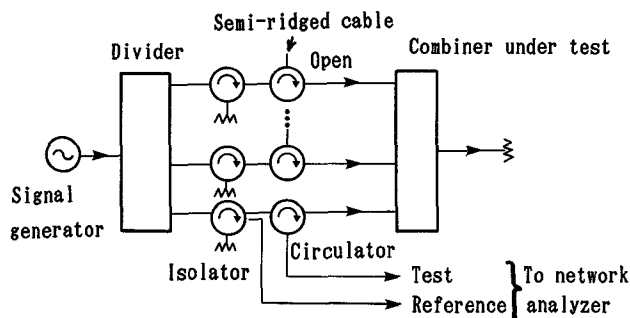 Semi-ridged cable
Divider
Open
Combiner under test
Signal
generator
Isolator
Circulator
Test
Reference
To network
analyzer